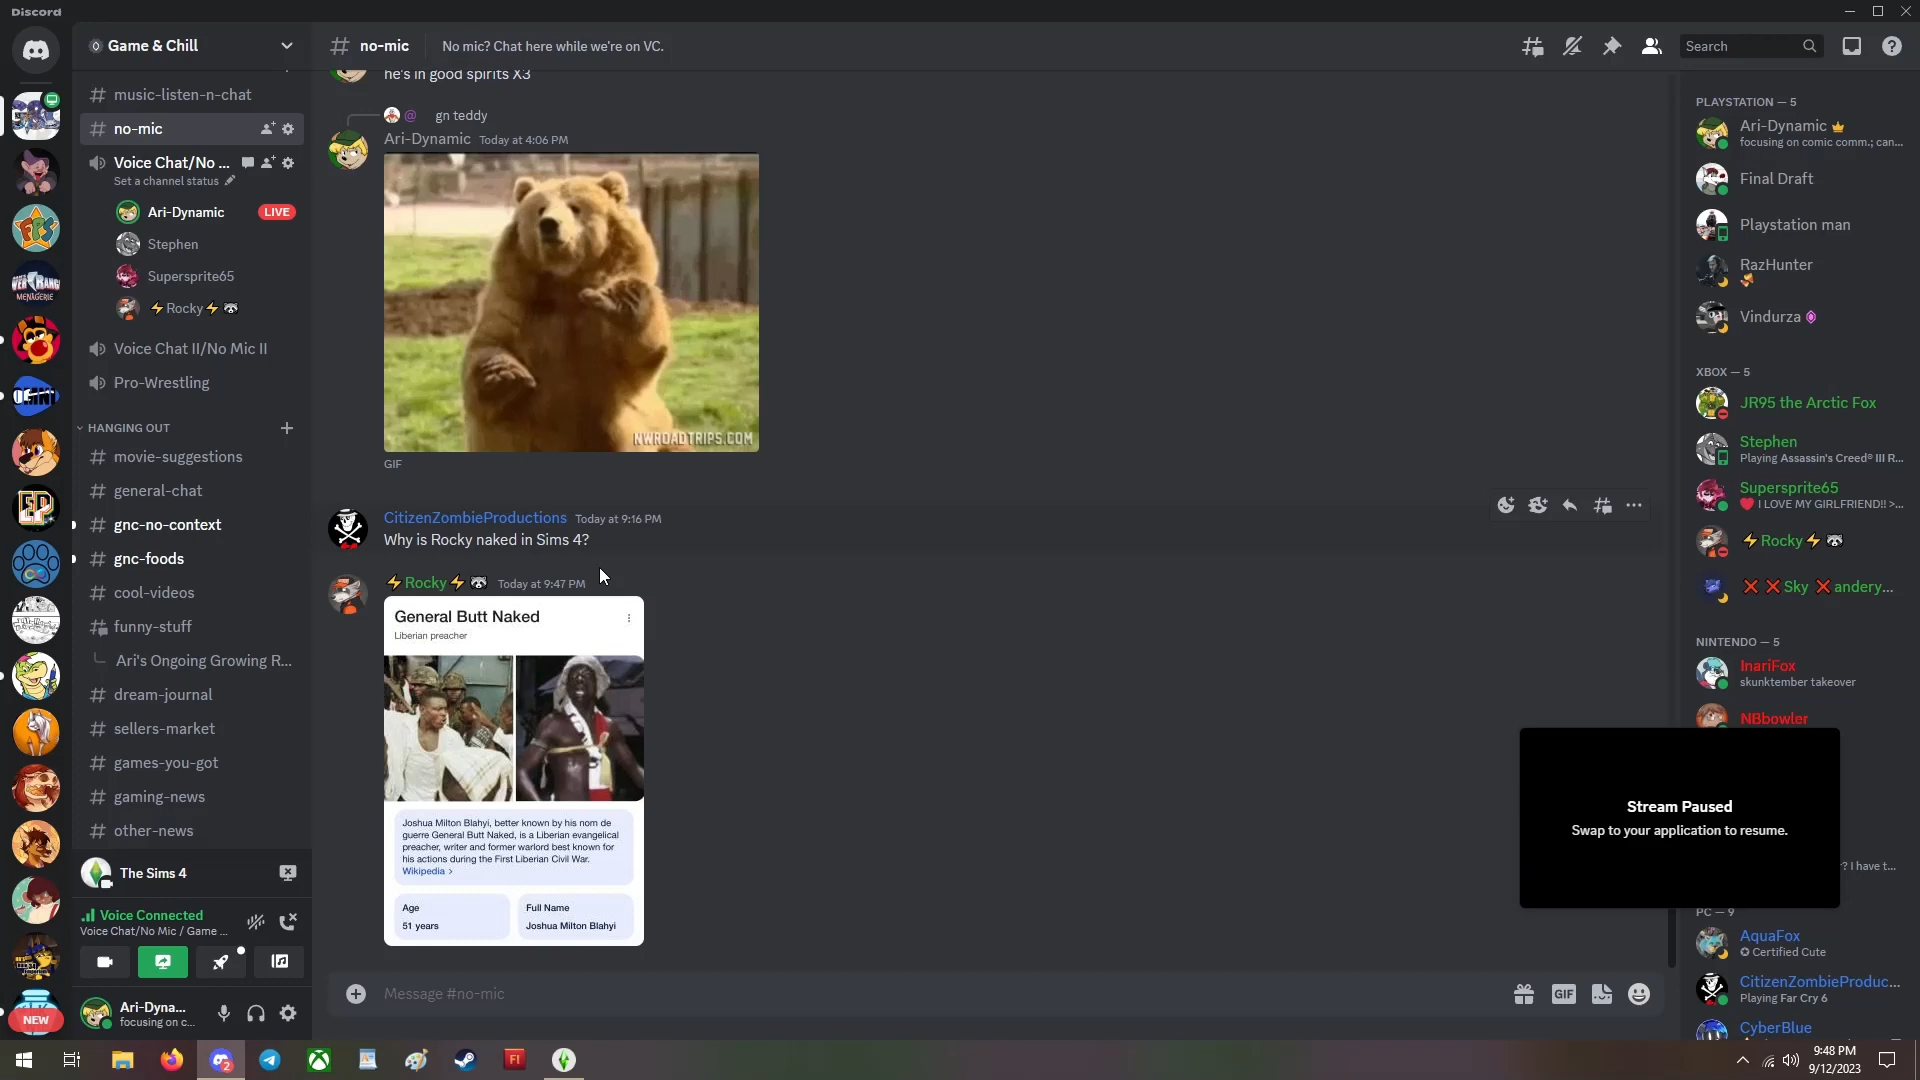 Discord
Game & Chill
music-listen-n-chat
no-mic
Voice Chat/No ...
Set a channel status
Ari-Dynamic
LIVE
Stephen
Supersprite65
⚡Rocky⚡🦝
Voice Chat II/No Mic II
Pro-Wrestling
HANGING OUT
movie-suggestions
general-chat
gnc-no-context
gnc-foods
cool-videos
funny-stuff
Ari's Ongoing Growing R...
dream-journal
sellers-market
games-you-got
gaming-news
other-news
The Sims 4
Voice Connected
Voice Chat/No Mic / Game ...
Ari-Dyna...
focusing on c...
NEW
no-mic
No mic? Chat here while we're on VC.
Search
he's in good spirits X3
@ gn teddy
Ari-Dynamic Today at 4:06 PM
NWROADTRIPS.COM
GIF
CitizenZombieProductions Today at 9:16 PM
Why is Rocky naked in Sims 4?
⚡Rocky⚡🦝 Today at 9:47 PM
General Butt Naked
Liberian preacher
Joshua Milton Blahyi, better known by his nom de
guerre General Butt Naked, is a Liberian evangelical
preacher, writer and former warlord best known for
his actions during the First Liberian Civil War.
Wikipedia >
Age
51 years
Full Name
Joshua Milton Blahyi
Message #no-mic
GIF
PLAYSTATION — 5
Ari-Dynamic
focusing on comic comm.; can...
Final Draft
Playstation man
RazHunter
Vindurza
XBOX — 5
JR95 the Arctic Fox
Stephen
Playing Assassin's Creed® III R...
Supersprite65
I LOVE MY GIRLFRIEND!! >...
⚡Rocky⚡🦝
❌ ❌Sky ❌andery...
NINTENDO — 5
InariFox
skunktember takeover
NBbowler
Stream Paused
Swap to your application to resume.
? I have t...
PC — 9
AquaFox
✪ Certified Cute
CitizenZombieProduc...
Playing Far Cry 6
CyberBlue
9:48 PM
9/12/2023